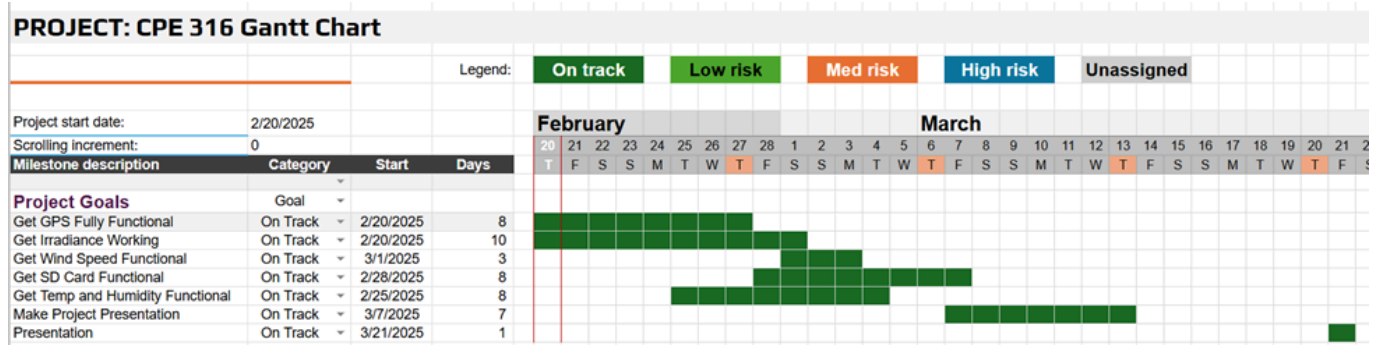 PROJECT: CPE 316 Gantt Chart
Legend: On track Low risk Med risk High risk Unassigned
Project start date: 2/20/2025 February March
Scrolling increment: 0 20 21 22 23 24 25 26 27 28 1 2 3 4 5 6 7 8 9 10 11 12 13 14 15 16 17 18 19 20 21
Milestone description Category Start Days T F S S M T W T F S S M T W T F S S M T W T F S S M T W T F
Project Goals Goal
Get GPS Fully Functional On Track 2/20/2025 8
Get Irradiance Working On Track 2/20/2025 10
Get Wind Speed Functional On Track 3/1/2025 3
Get SD Card Functional On Track 2/28/2025 8
Get Temp and Humidity Functional On Track 2/25/2025 8
Make Project Presentation On Track 3/7/2025 7
Presentation On Track 3/21/2025 1